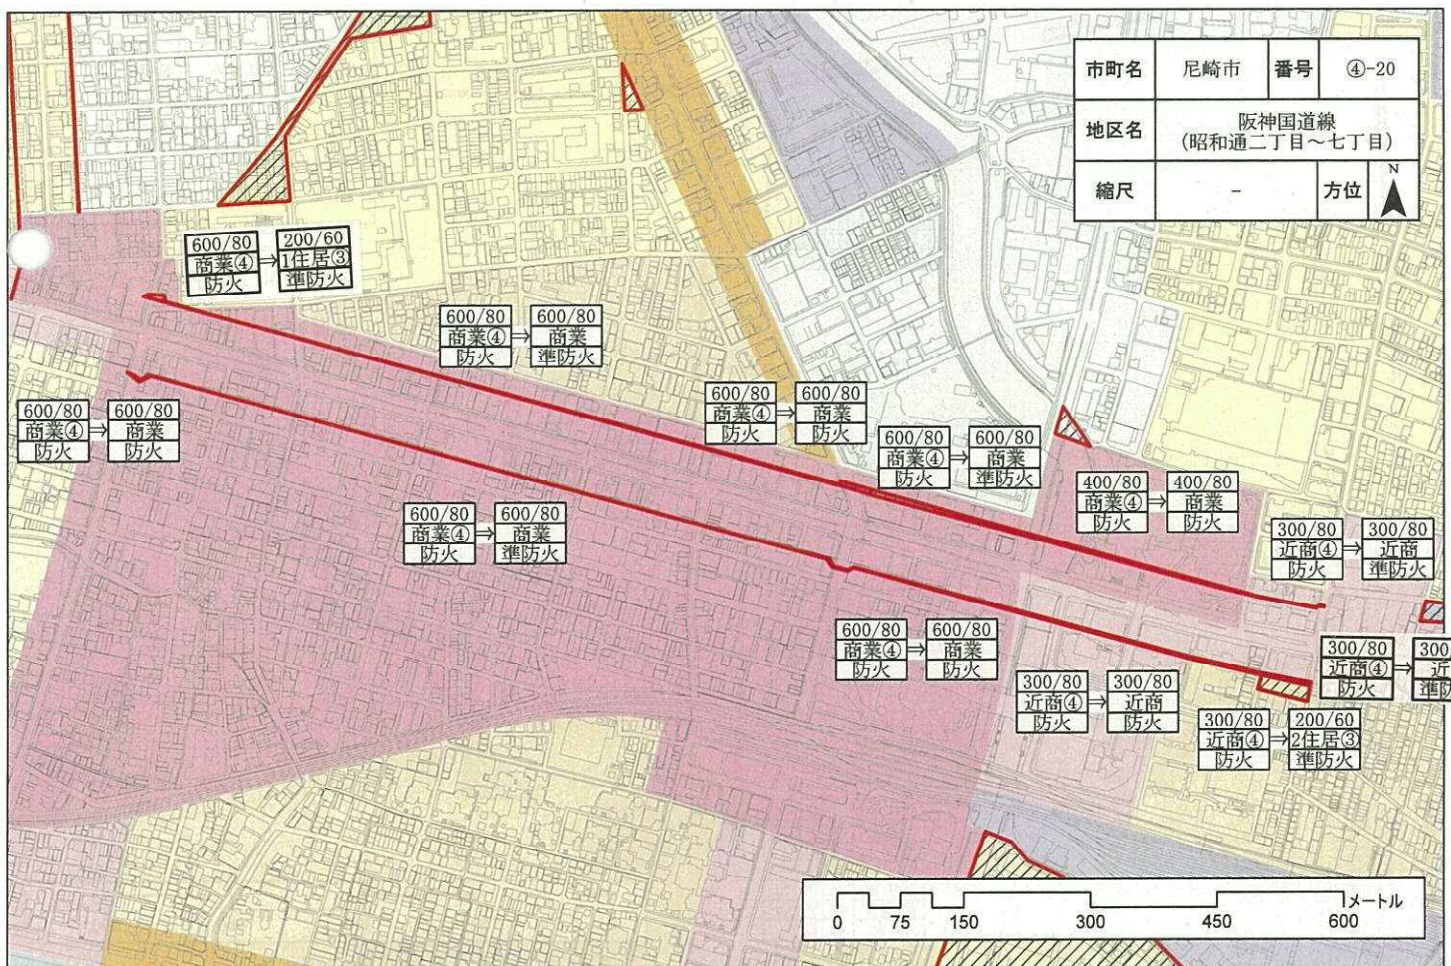 市町名 尼崎市 番号 ④-20
地区名 阪神国道線
(昭和通二丁目～七丁目)
縮尺 - 方位 N
600/80 ⇒ 200/60
商業④ 1住居③
防火 準防火
600/80 ⇒ 600/80
商業④ 商業
防火 準防火
600/80 ⇒ 600/80
商業④ 商業
防火 防火
600/80 ⇒ 600/80
商業④ 商業
防火 防火
600/80 ⇒ 600/80
商業④ 商業
防火 準防火
400/80 ⇒ 400/80
商業④ 商業
防火 防火
600/80 ⇒ 600/80
商業④ 商業
防火 準防火
300/80 ⇒ 300/80
近商④ 近商
防火 準防火
600/80 ⇒ 600/80
商業④ 商業
防火 防火
300/80 ⇒ 300
近商④ 近
防火 準防
300/80 ⇒ 300/80
近商④ 近商
防火 防火
300/80 ⇒ 200/60
近商④ 2住居③
防火 準防火
メートル
0 75 150 300 450 600